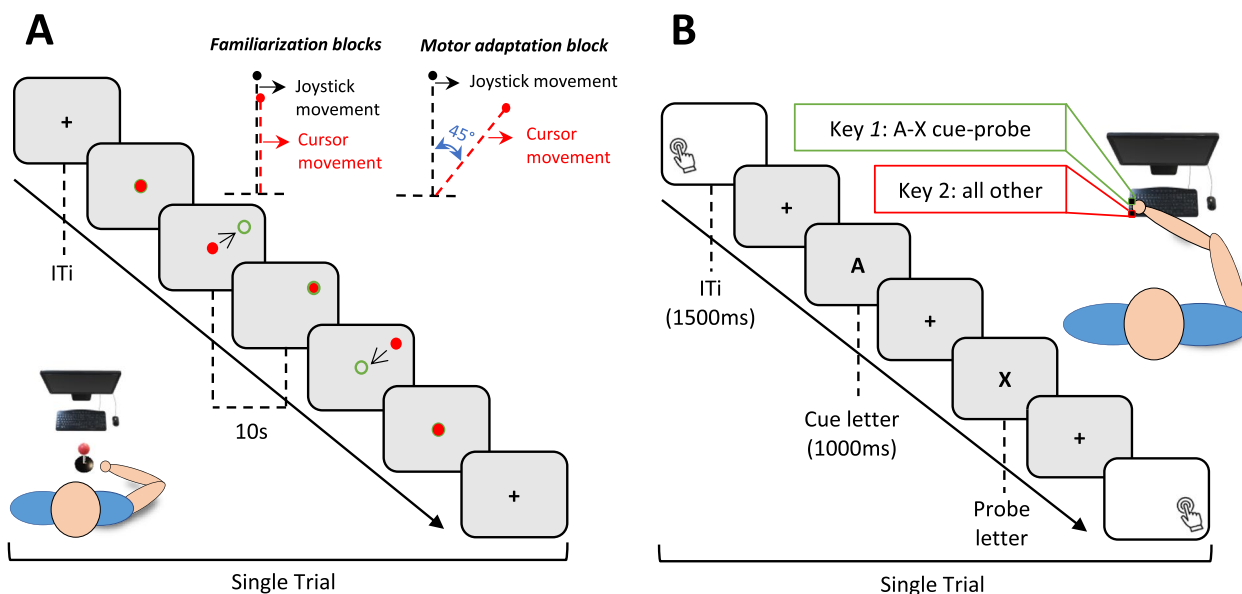 A
Familiarization blocks
Joystick
movement
Cursor
movement
Motor adaptation block
Joystick movement
45°
Cursor
movement
+
ITi
10s
+
Single Trial
B
Key 1: A-X cue-probe
Key 2: all other
+
A
+
X
+
ITi
(1500ms)
Cue letter
(1000ms)
Probe
letter
Single Trial